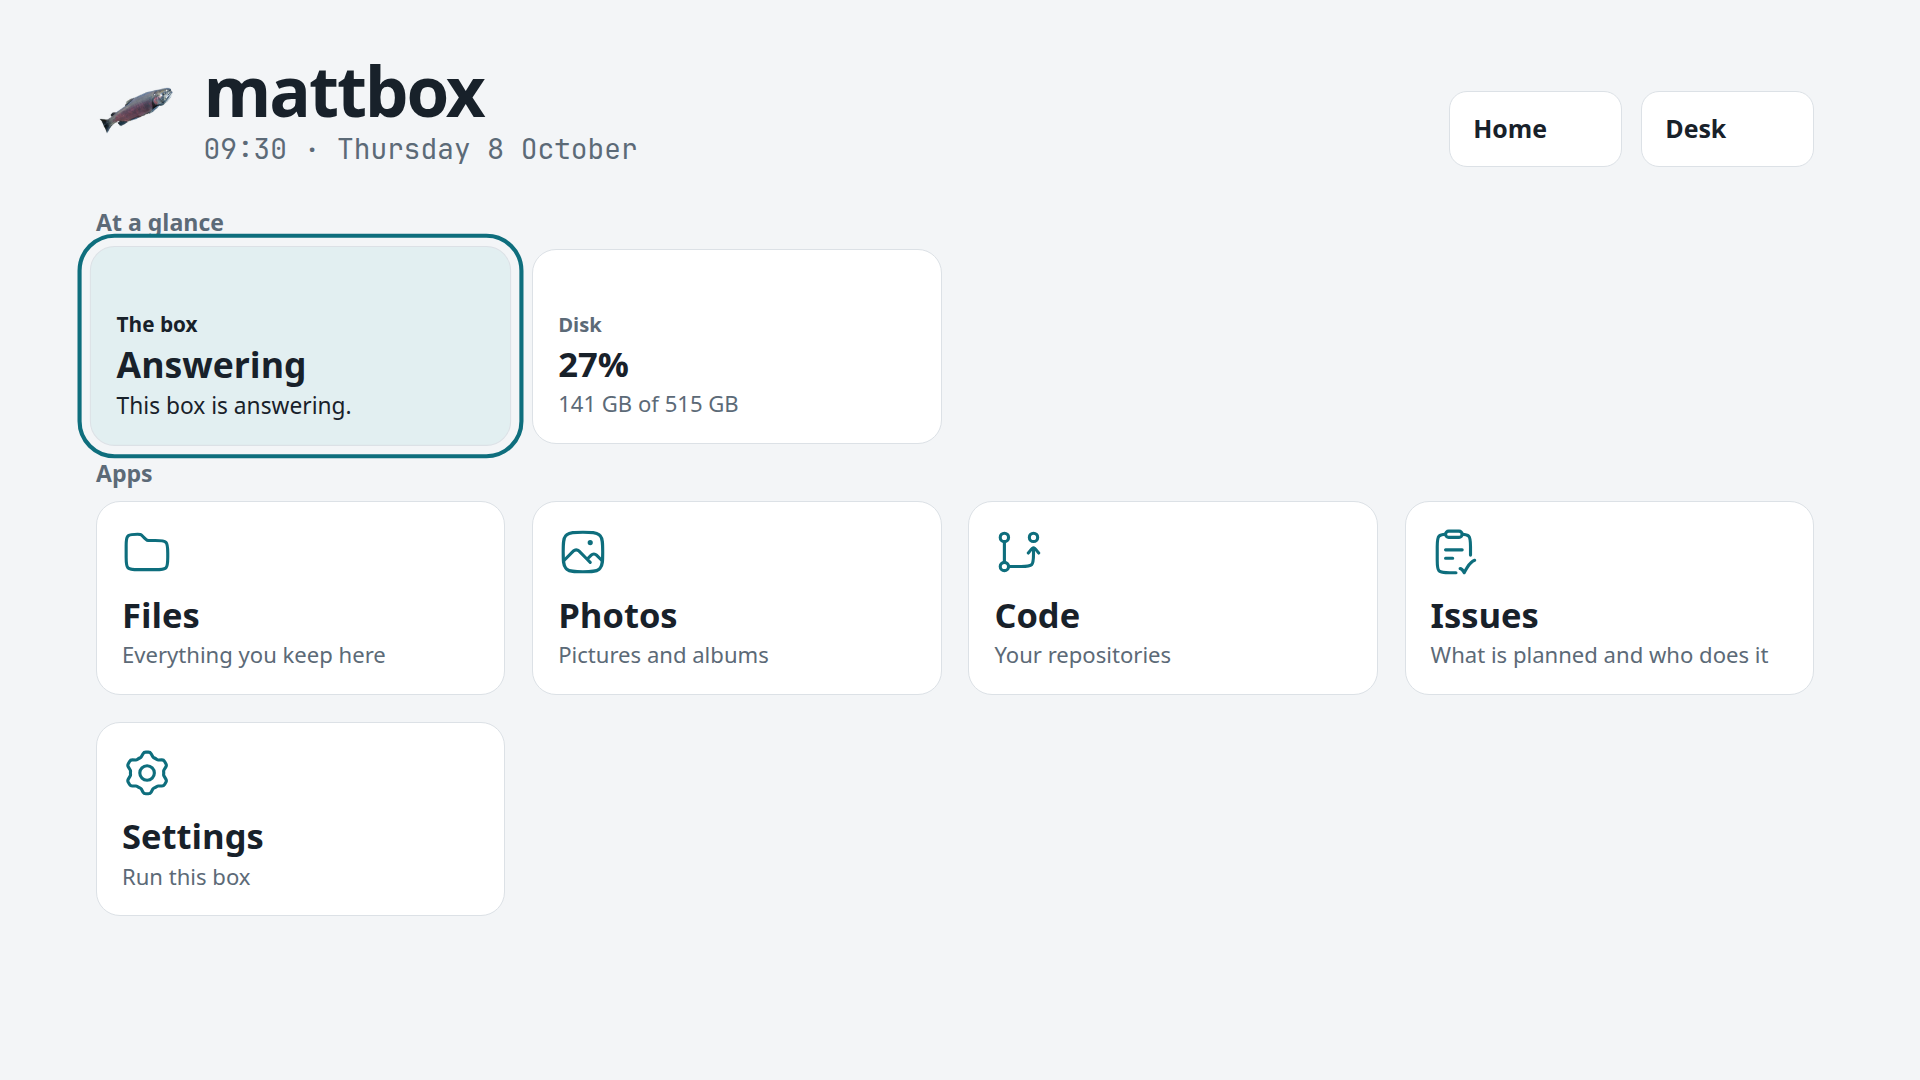 mattbox
09:30 · Thursday 8 October
Home
Desk
At a glance
The box
Answering
This box is answering.
Disk
27%
141 GB of 515 GB
Apps
Files
Everything you keep here
Photos
Pictures and albums
Code
Your repositories
Issues
What is planned and who does it
Settings
Run this box